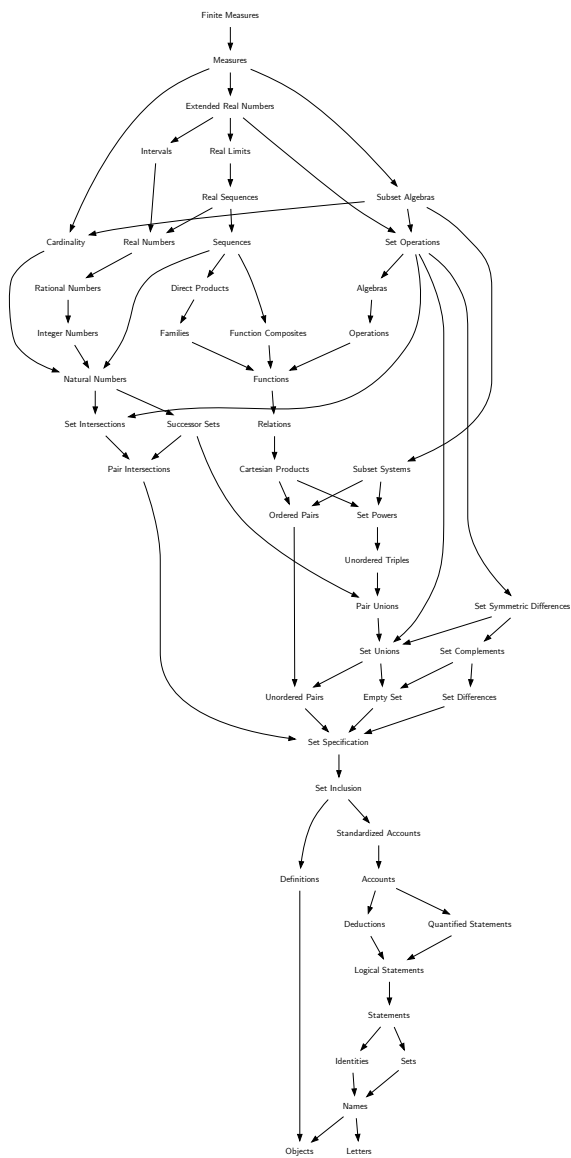 Finite Measures
Measures
Extended Real Numbers
Intervals
Real Limits
Real Sequences
Subset Algebras
Cardinality
Real Numbers
Sequences
Set Operations
Rational Numbers
Direct Products
Algebras
Integer Numbers
Families
Function Composites
Operations
Natural Numbers
Functions
Set Intersections
Successor Sets
Relations
Pair Intersections
Cartesian Products
Subset Systems
Ordered Pairs
Set Powers
Unordered Triples
Pair Unions
Set Symmetric Differences
Set Unions
Set Complements
Unordered Pairs
Empty Set
Set Differences
Set Specification
Set Inclusion
Standardized Accounts
Definitions
Accounts
Deductions
Quantified Statements
Logical Statements
Statements
Identities
Sets
Names
Objects
Letters